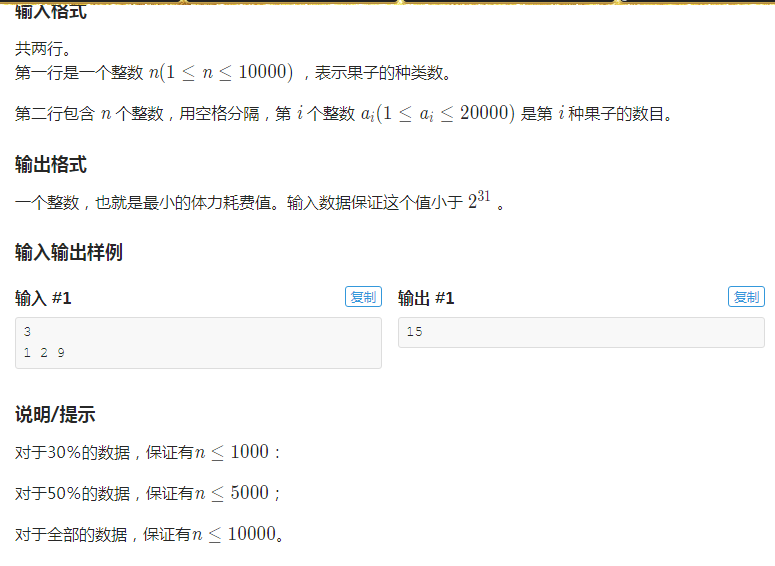 输入格式
共两行。
第一行是一个整数 n(1 ≤ n ≤ 10000) ，表示果子的种类数。
第二行包含 n 个整数，用空格分隔，第 i 个整数 a_i(1 ≤ a_i ≤ 20000) 是第 i 种果子的数目。
输出格式
一个整数，也就是最小的体力耗费值。输入数据保证这个值小于 2^31 。
输入输出样例
输入 #1
复制
3
1 2 9
输出 #1
复制
15
说明/提示
对于30%的数据，保证有n ≤ 1000：
对于50%的数据，保证有n ≤ 5000；
对于全部的数据，保证有n ≤ 10000。